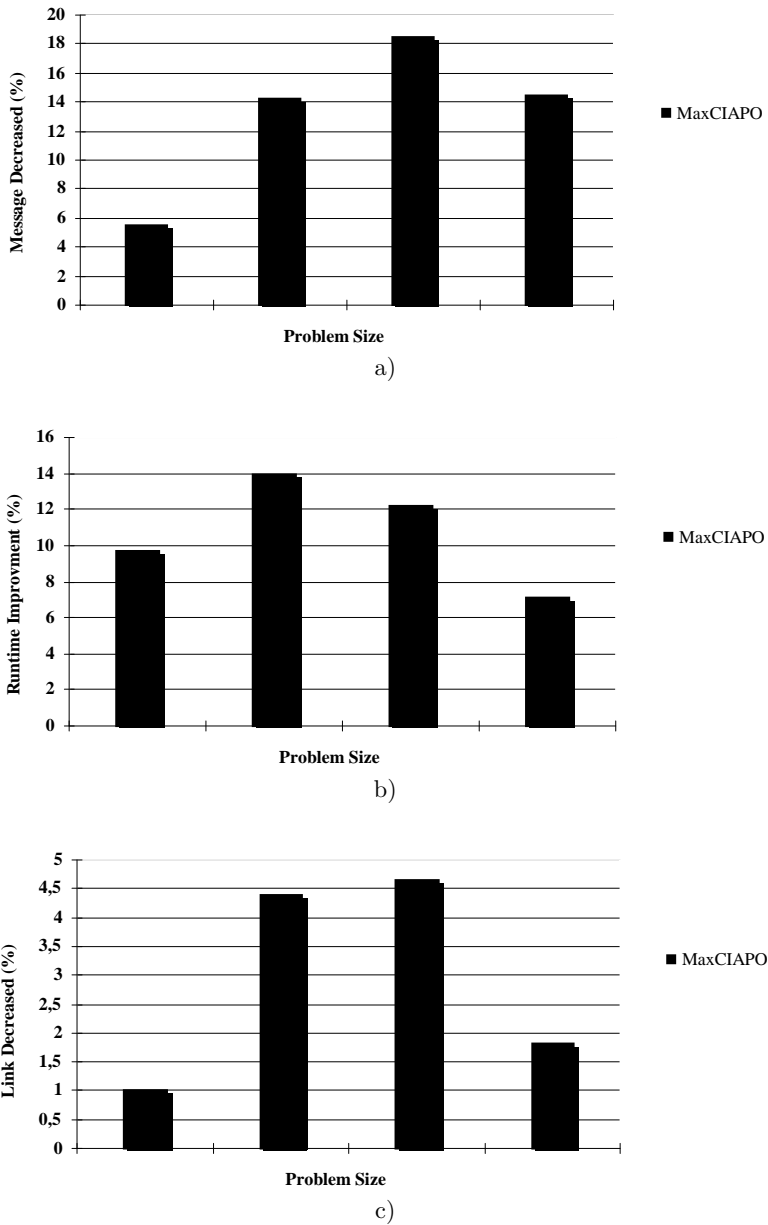 20
18
16
14
12
10
8
6
4
2
0
Message Decreased (%)
MaxCIAPO
Problem Size
a)
16
14
12
10
8
6
4
2
0
Runtime Improvment (%)
MaxCIAPO
Problem Size
b)
5
4,5
4
3,5
3
2,5
2
1,5
1
0,5
0
Link Decreased (%)
MaxCIAPO
Problem Size
c)